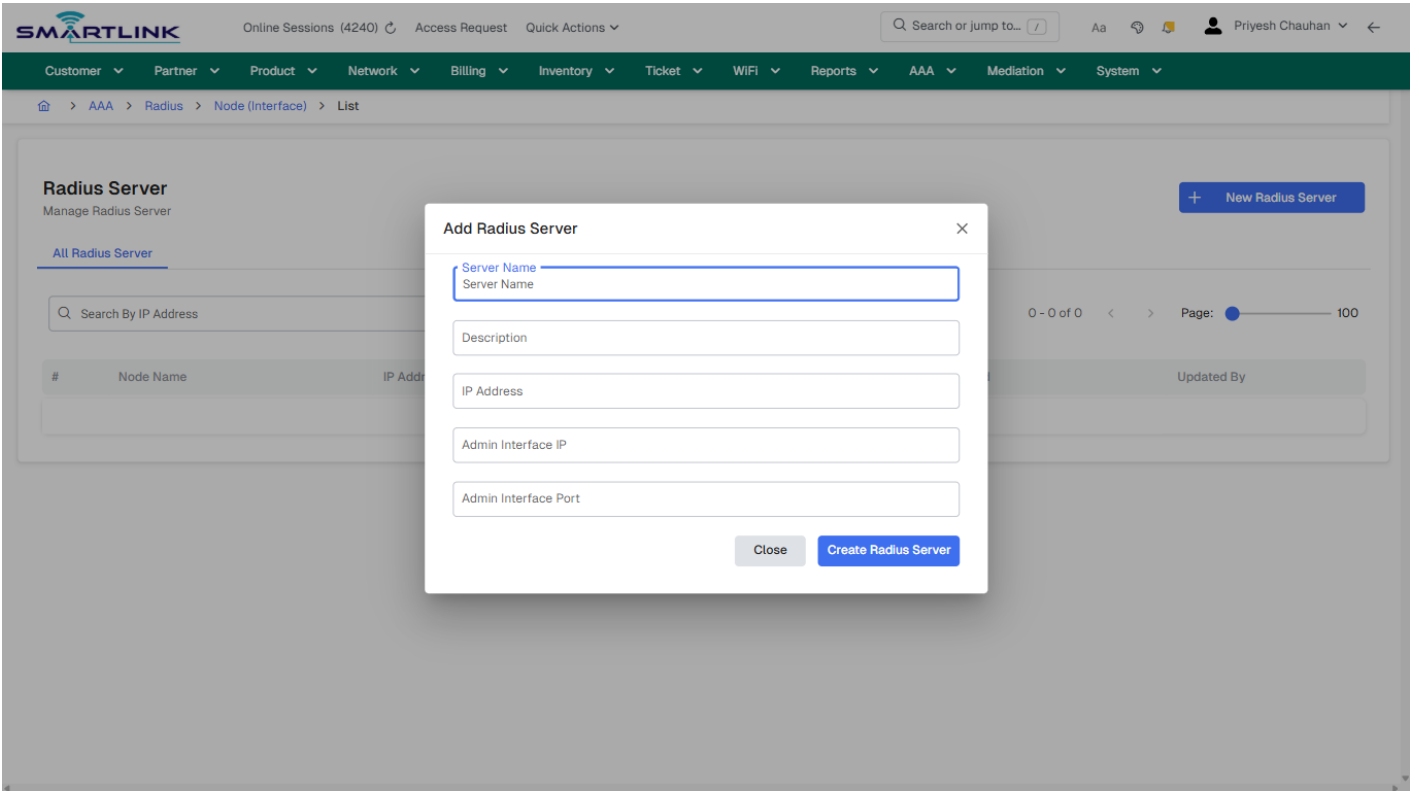 SMARTLINK
Online Sessions (4240) Access Request Quick Actions
Search or jump to... /
Aa
Priyesh Chauhan
Customer Partner Product Network Billing Inventory Ticket WiFi Reports AAA Mediation System
> AAA > Radius > Node (Interface) > List
Radius Server
Manage Radius Server
+ New Radius Server
All Radius Server
Search By IP Address
0 - 0 of 0 < > Page: 100
# Node Name IP Addr Updated By
Add Radius Server
Server Name
Server Name
Description
IP Address
Admin Interface IP
Admin Interface Port
Close Create Radius Server